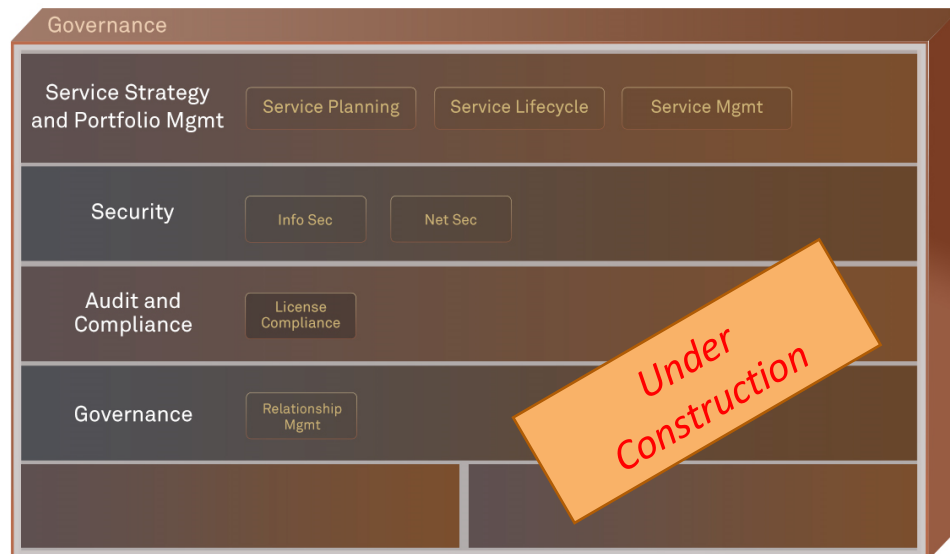 Governance
Service Strategy
and Portfolio Mgmt
Service Planning
Service Lifecycle
Service Mgmt
Security
Info Sec
Net Sec
Audit and
Compliance
License
Compliance
Governance
Relationship
Mgmt
Under
Construction